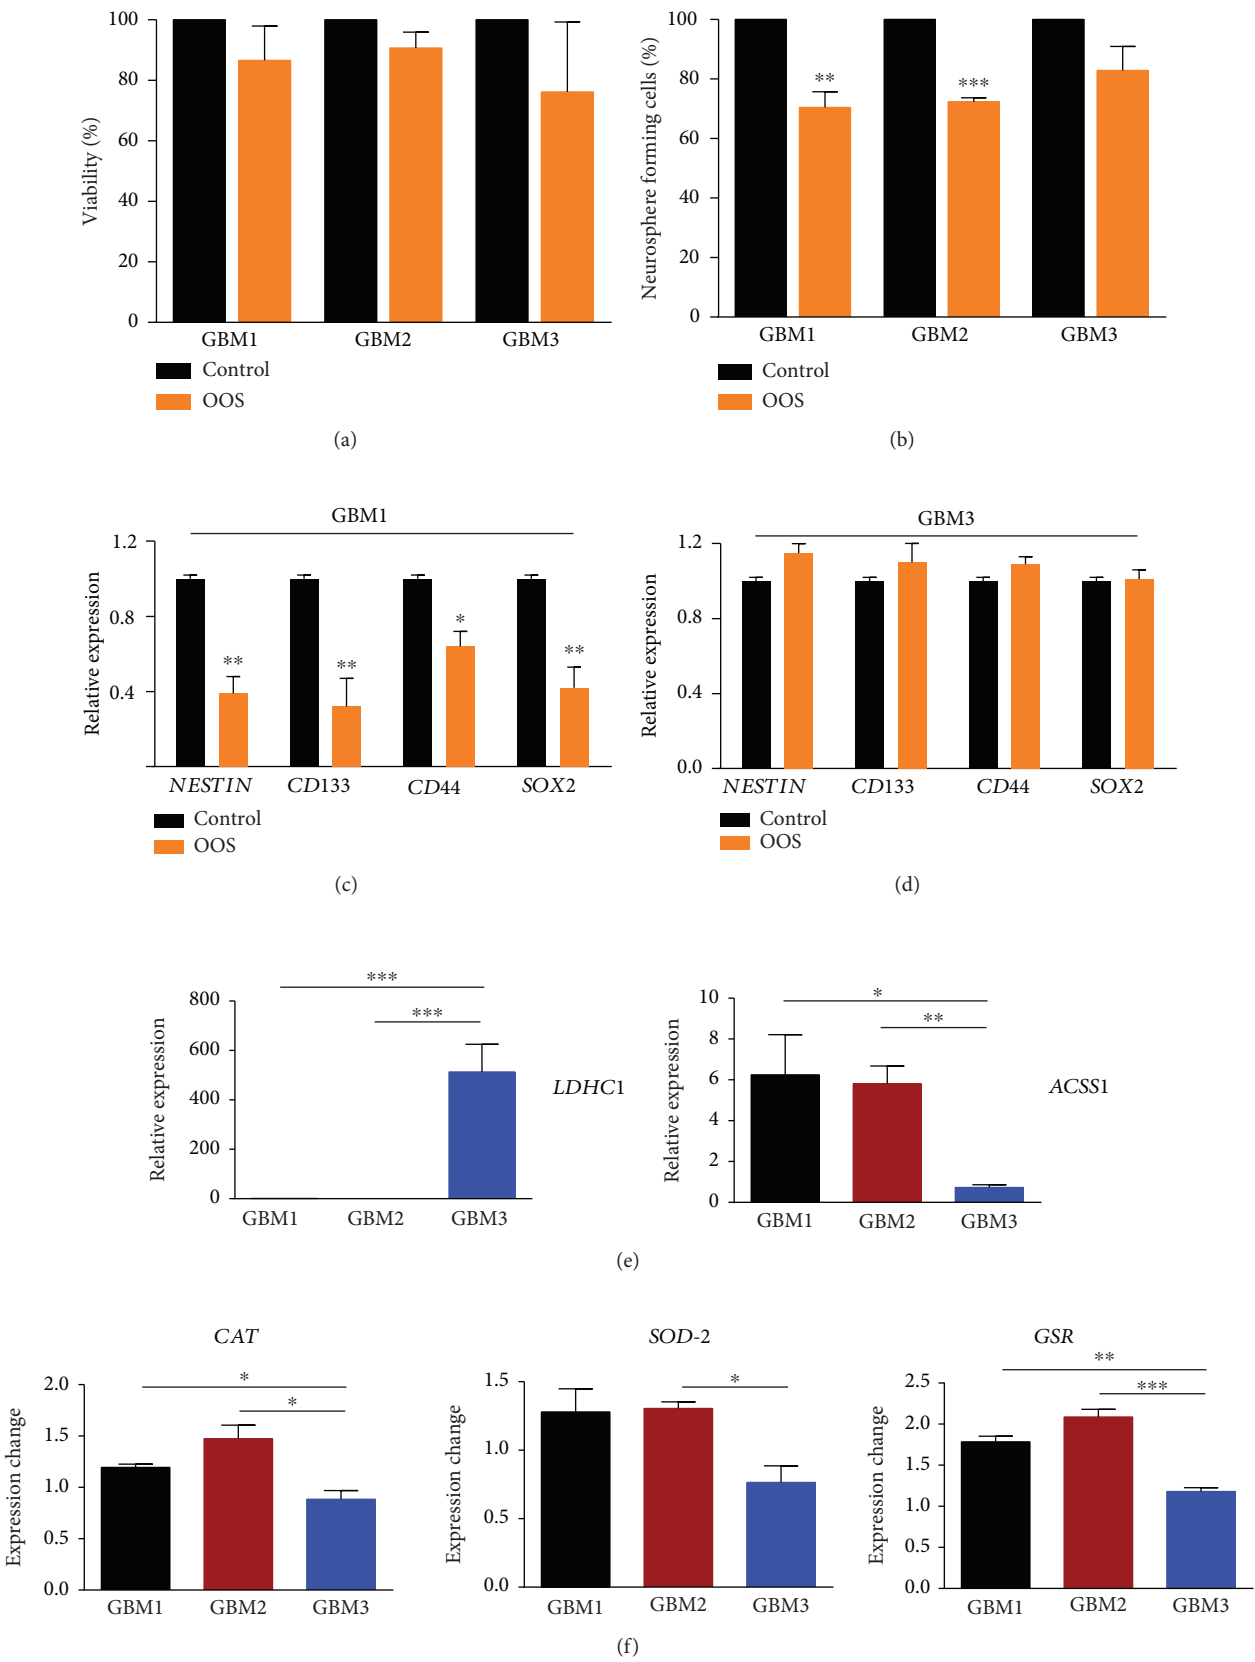 Viability (%)
100
80
60
40
20
0
GBM1 GBM2 GBM3
Control
OOS
(a)
Neurosphere forming cells (%)
100
80
60
40
20
0
** ***
GBM1 GBM2 GBM3
Control
OOS
(b)
GBM1
Relative expression
1.2
0.8
0.4
** ** * **
NESTIN CD133 CD44 SOX2
Control
OOS
(c)
GBM3
Relative expression
1.2
0.8
0.4
0.0
NESTIN CD133 CD44 SOX2
Control
OOS
(d)
Relative expression
800
600
400
200
0
***
***
GBM1 GBM2 GBM3
LDHC1
Relative expression
10
8
6
4
2
0
*
**
GBM1 GBM2 GBM3
ACSS1
(e)
CAT
Expression change
2.0
1.5
1.0
0.5
0.0
*
*
GBM1 GBM2 GBM3
SOD-2
Expression change
1.5
1.0
0.5
0.0
*
GBM1 GBM2 GBM3
GSR
Expression change
2.5
2.0
1.5
1.0
0.5
0.0
**
***
GBM1 GBM2 GBM3
(f)